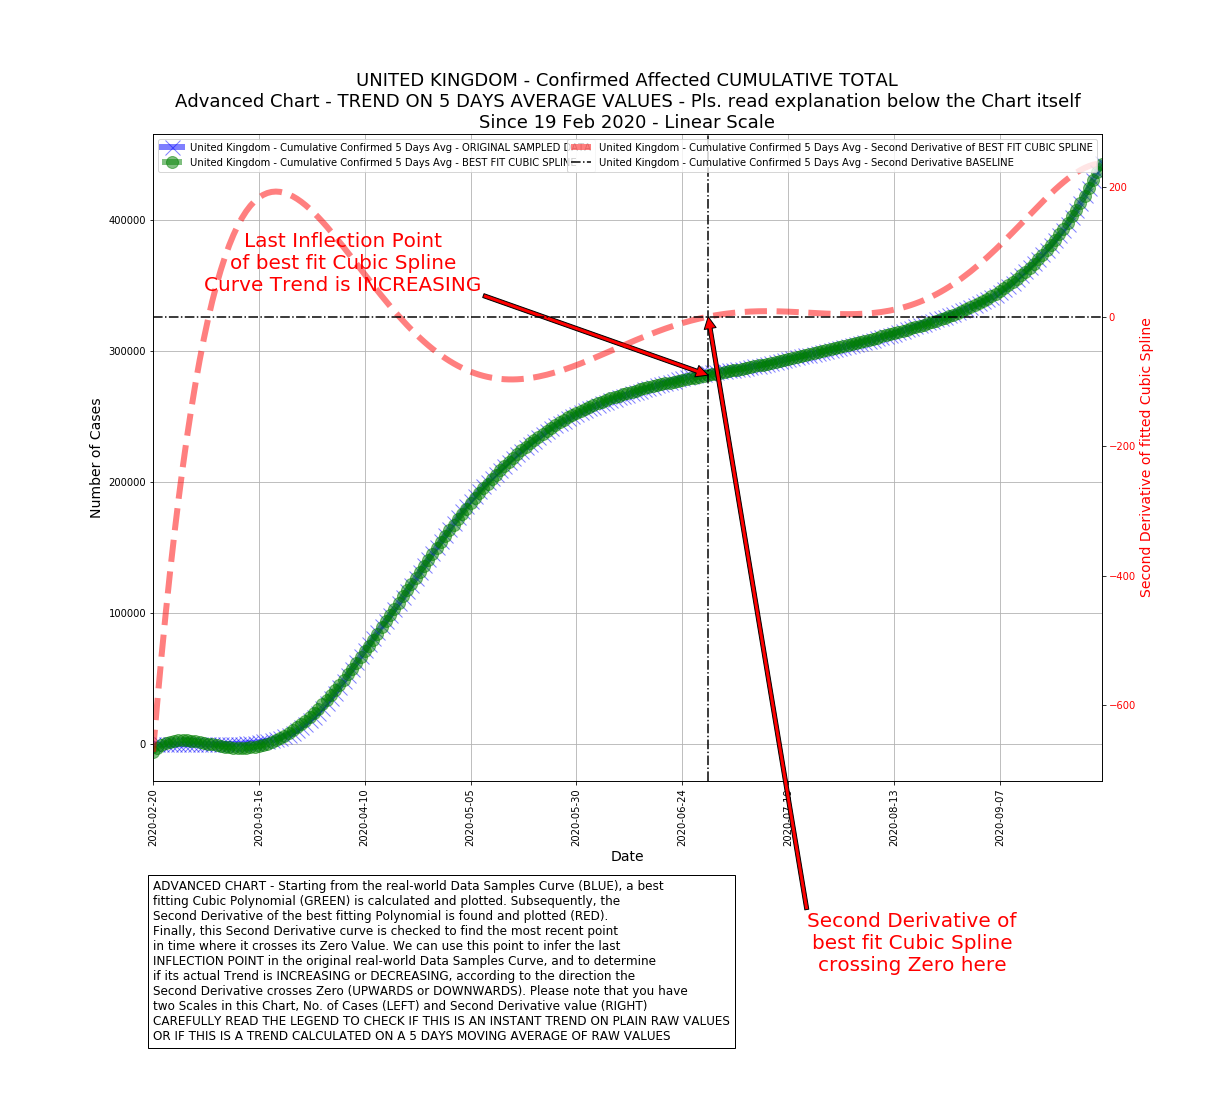 UNITED KINGDOM - Confirmed Affected CUMULATIVE TOTAL
Advanced Chart - TREND ON 5 DAYS AVERAGE VALUES - Pls. read explanation below the Chart itself
Since 19 Feb 2020 - Linear Scale
United Kingdom - Cumulative Confirmed 5 Days Avg - ORIGINAL SAMPLED
United Kingdom - Cumulative Confirmed 5 Days Avg - BEST FIT CUBIC SPLINE
United Kingdom - Cumulative Confirmed 5 Days Avg - Second Derivative of BEST FIT CUBIC SPLINE
United Kingdom - Cumulative Confirmed 5 Days Avg - Second Derivative BASELINE
Last Inflection Point
of best fit Cubic Spline
Curve Trend is INCREASING
Number of Cases
400000
300000
200000
100000
0
200
0
−200
−400
−600
Second Derivative of fitted Cubic Spline
2020-02-20
2020-03-16
2020-04-10
2020-05-05
2020-05-30
2020-06-24
2020-08-13
2020-09-07
Date
Second Derivative of
best fit Cubic Spline
crossing Zero here
ADVANCED CHART - Starting from the real-world Data Samples Curve (BLUE), a best
fitting Cubic Polynomial (GREEN) is calculated and plotted. Subsequently, the
Second Derivative of the best fitting Polynomial is found and plotted (RED).
Finally, this Second Derivative curve is checked to find the most recent point
in time where it crosses its Zero Value. We can use this point to infer the last
INFLECTION POINT in the original real-world Data Samples Curve, and to determine
if its actual Trend is INCREASING or DECREASING, according to the direction the
Second Derivative crosses Zero (UPWARDS or DOWNWARDS). Please note that you have
two Scales in this Chart, No. of Cases (LEFT) and Second Derivative value (RIGHT)
CAREFULLY READ THE LEGEND TO CHECK IF THIS IS AN INSTANT TREND ON PLAIN RAW VALUES
OR IF THIS IS A TREND CALCULATED ON A 5 DAYS MOVING AVERAGE OF RAW VALUES